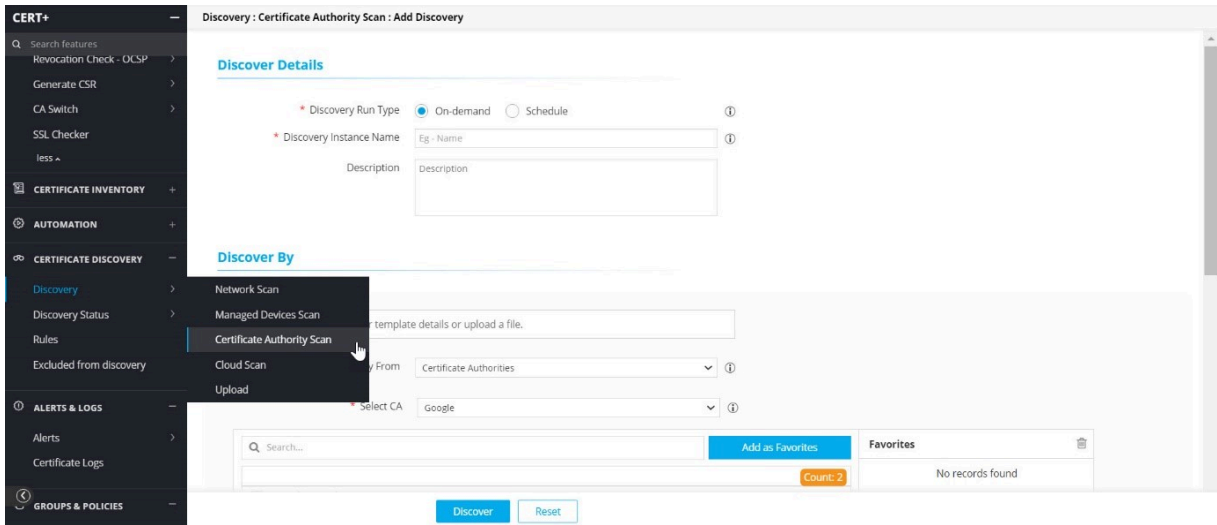 CERT+
Search features
Revocation Check - OCSP
Generate CSR
CA Switch
SSL Checker
less
CERTIFICATE INVENTORY
AUTOMATION
CERTIFICATE DISCOVERY
Discovery
Discovery Status
Rules
Excluded from discovery
ALERTS & LOGS
Alerts
Certificate Logs
GROUPS & POLICIES
Network Scan
Managed Devices Scan
Certificate Authority Scan
Cloud Scan
Upload
Discovery : Certificate Authority Scan : Add Discovery
Discover Details
* Discovery Run Type On-demand Schedule
* Discovery Instance Name Eg - Name
Description Description
Discover By
template details or upload a file.
From Certificate Authorities
* Select CA Google
Search... Add as Favorites
Count: 2
Favorites
No records found
Discover Reset